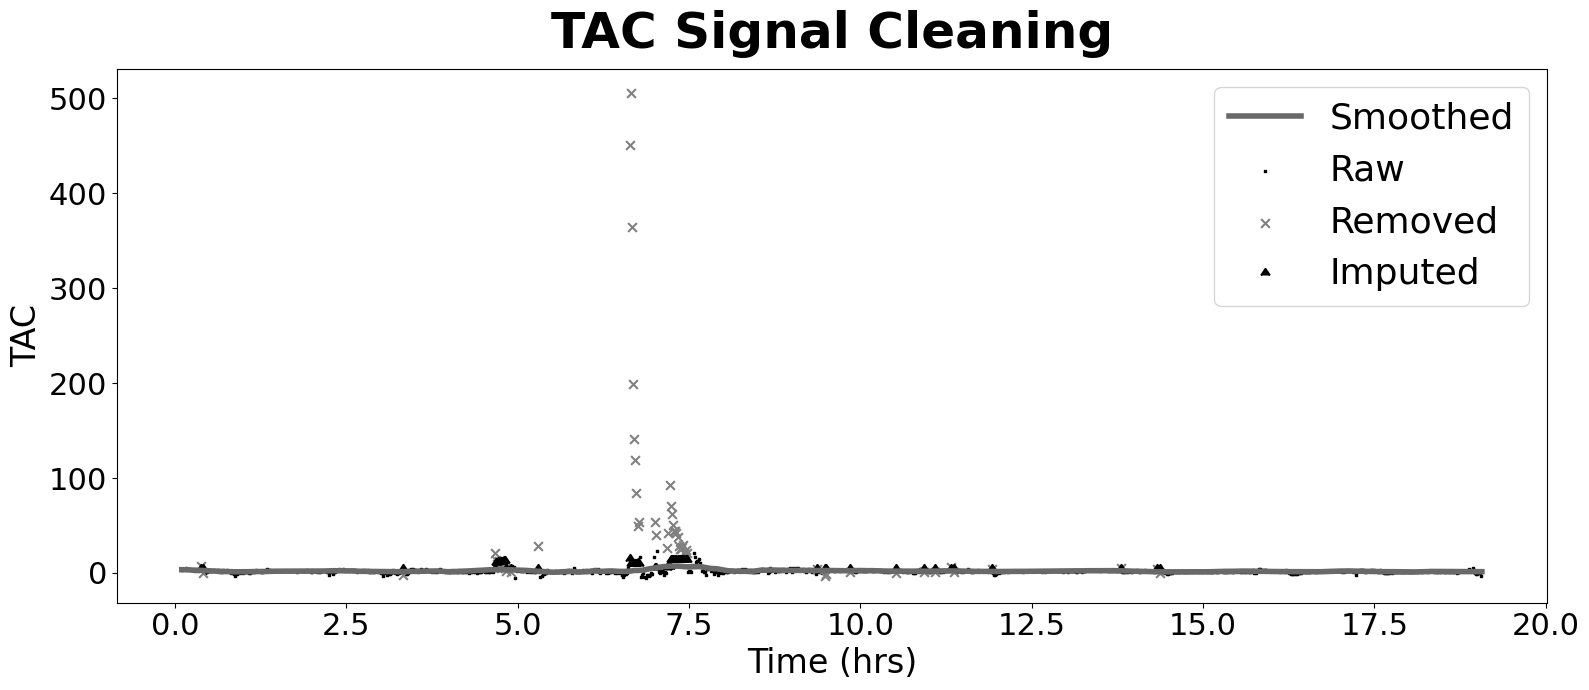 TAC Signal Cleaning
Smoothed
Raw
Removed
Imputed
TAC
500
400
300
200
100
0
0.0 2.5 5.0 7.5 10.0 12.5 15.0 17.5 20.0
Time (hrs)